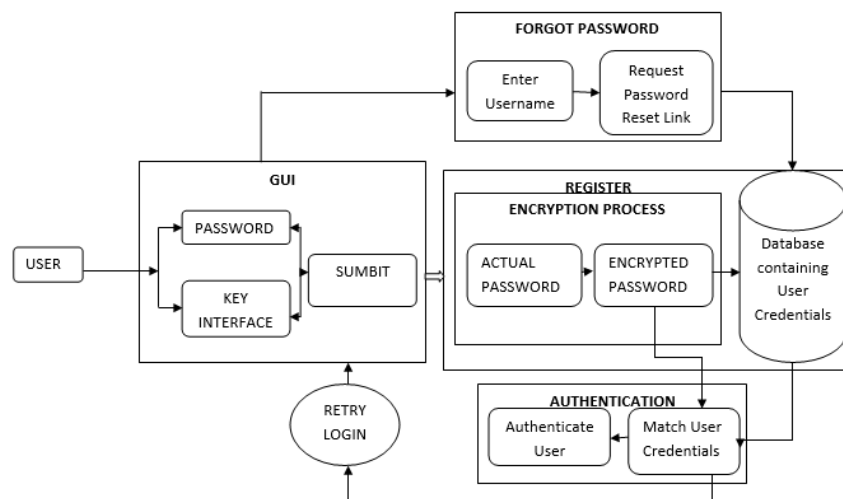 FORGOT PASSWORD
Enter
Username
Request
Password
Reset Link
GUI
PASSWORD
KEY
INTERFACE
SUMBIT
USER
REGISTER
ENCRYPTION PROCESS
ACTUAL
PASSWORD
ENCRYPTED
PASSWORD
Database
containing
User
Credentials
RETRY
LOGIN
AUTHENTICATION
Authenticate
User
Match User
Credentials